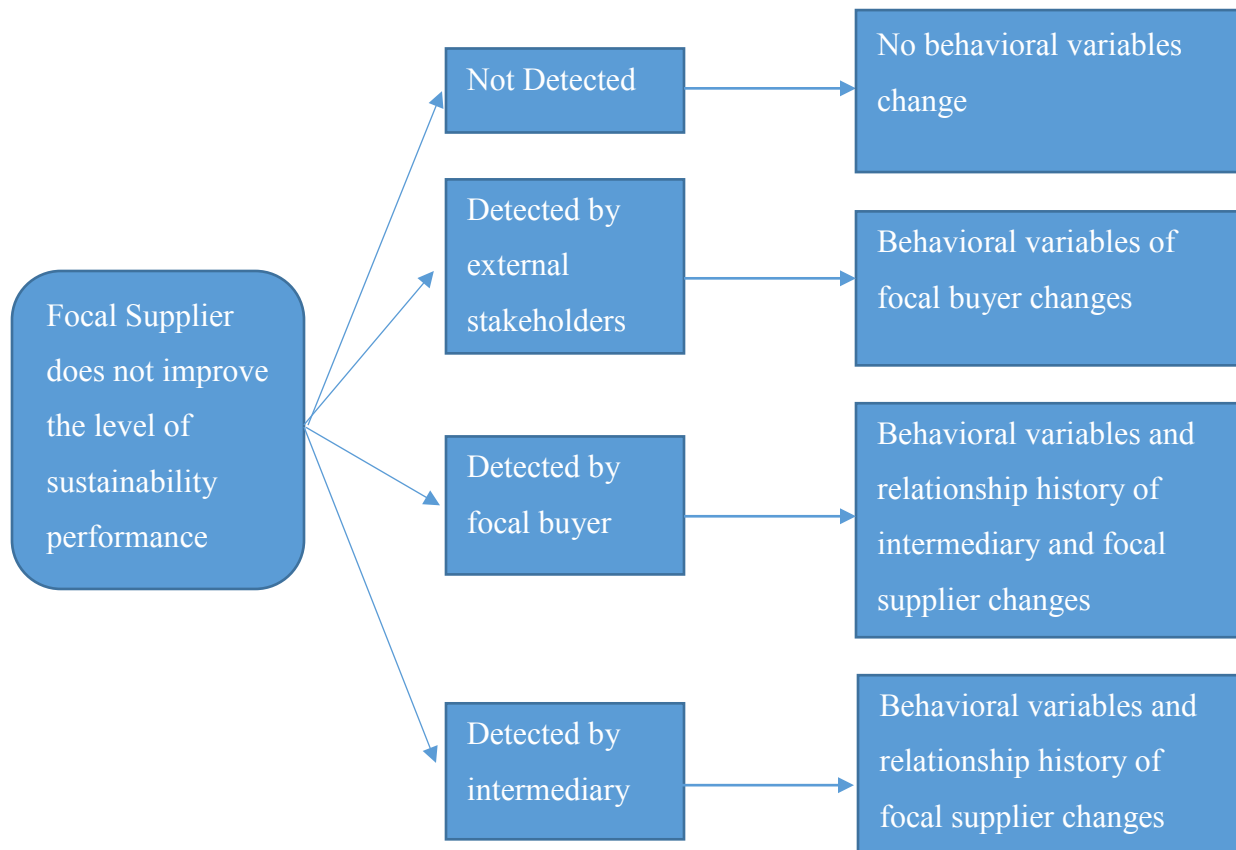 Focal Supplier
does not improve
the level of
sustainability
performance
Not Detected
No behavioral variables
change
Detected by
external
stakeholders
Behavioral variables of
focal buyer changes
Detected by
focal buyer
Behavioral variables and
relationship history of
intermediary and focal
supplier changes
Detected by
intermediary
Behavioral variables and
relationship history of
focal supplier changes